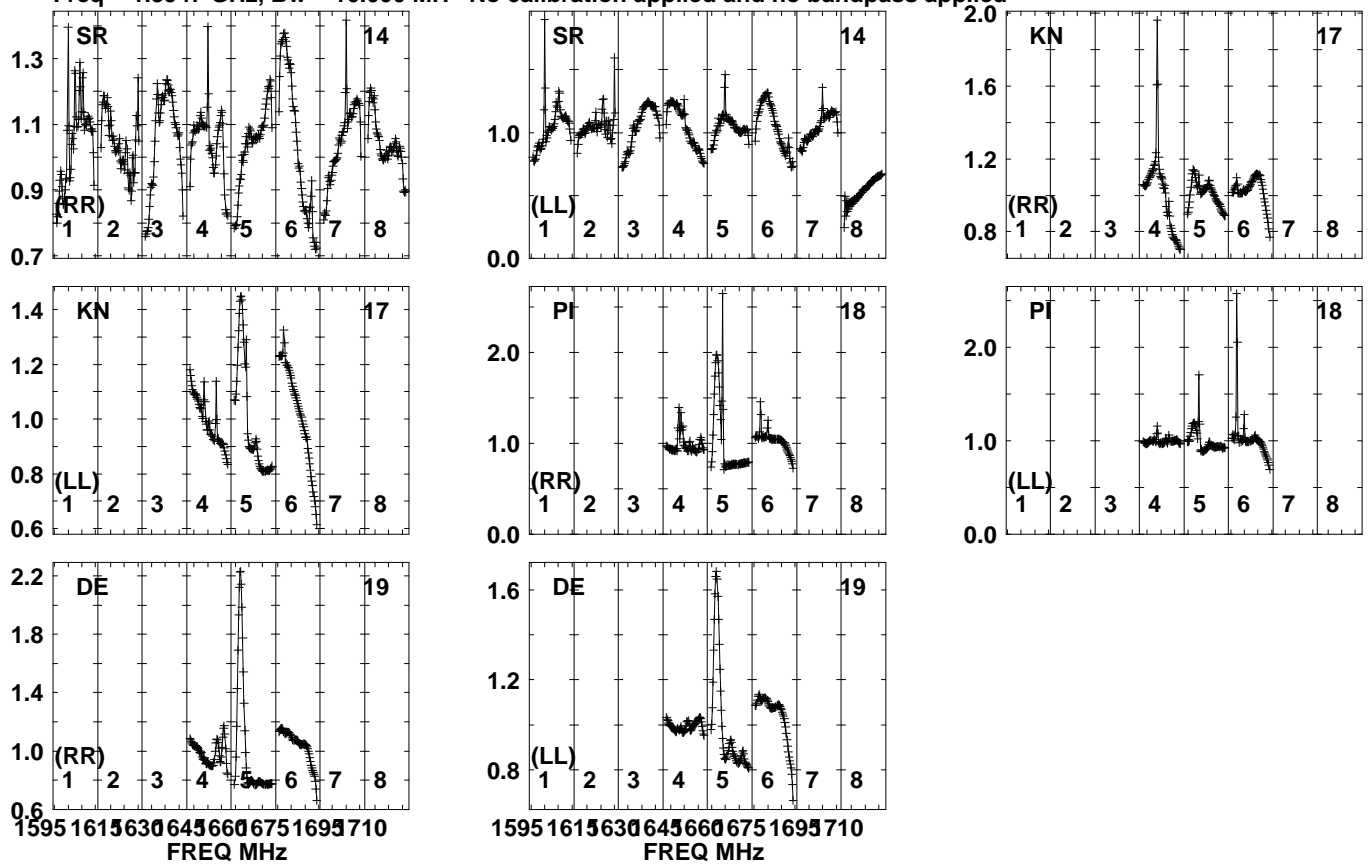 No calibration applied and no bandpass applied
SR 14
1.3
1.1
0.9
0.7
(RR)
1 2 3 4 5 6 7 8
SR 14
1.0
0.0
(LL)
1 2 3 4 5 6 7 8
KN 17
2.0
1.6
1.2
0.8
(RR)
1 2 3 4 5 6 7 8
KN 17
1.4
1.2
1.0
0.8
0.6
(LL)
1 2 3 4 5 6 7 8
PI 18
2.0
1.0
0.0
(RR)
1 2 3 4 5 6 7 8
PI 18
2.0
1.0
0.0
(LL)
1 2 3 4 5 6 7 8
DE 19
2.2
1.8
1.4
1.0
0.6
(RR)
1 2 3 4 5 6 7 8
1595 1615 1630 1645 1660 1675 1695 1710
FREQ MHz
DE 19
1.6
1.2
0.8
(LL)
1 2 3 4 5 6 7 8
1595 1615 1630 1645 1660 1675 1695 1710
FREQ MHz